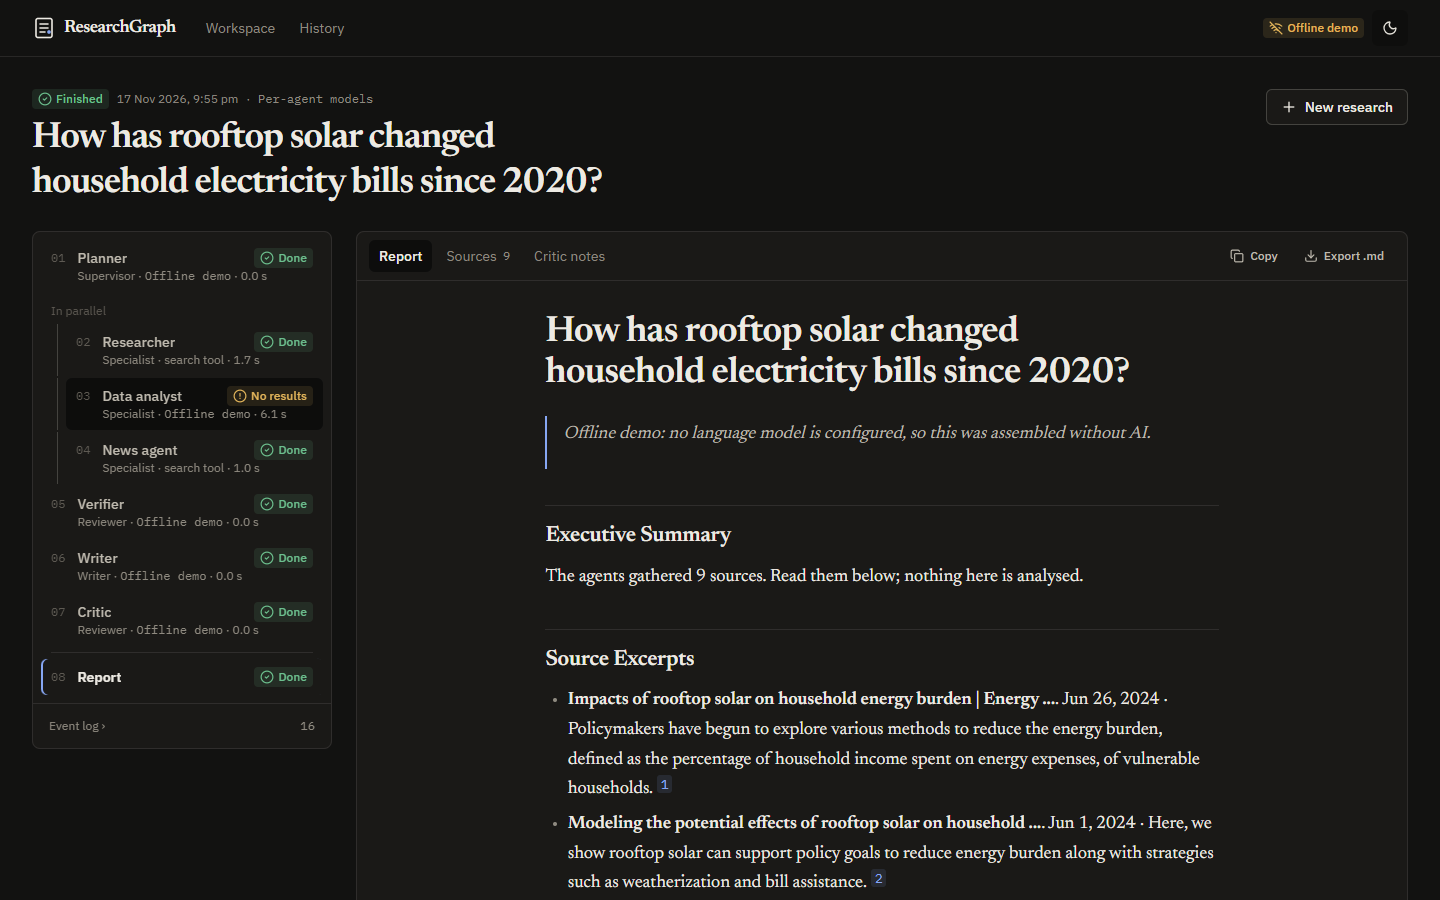 ResearchGraph
Workspace
History
Offline demo
Finished
17 Nov 2026, 9:55 pm · Per-agent models
New research
How has rooftop solar changed
household electricity bills since 2020?
01 Planner
Done
Supervisor · Offline demo · 0.0 s
In parallel
02 Researcher
Done
Specialist · search tool · 1.7 s
03 Data analyst
No results
Specialist · Offline demo · 6.1 s
04 News agent
Done
Specialist · search tool · 1.0 s
05 Verifier
Done
Reviewer · Offline demo · 0.0 s
06 Writer
Done
Writer · Offline demo · 0.0 s
07 Critic
Done
Reviewer · Offline demo · 0.0 s
08 Report
Done
Event log ›
16
Report
Sources 9
Critic notes
Copy
Export .md
How has rooftop solar changed
household electricity bills since 2020?
Offline demo: no language model is configured, so this was assembled without AI.
Executive Summary
The agents gathered 9 sources. Read them below; nothing here is analysed.
Source Excerpts
• Impacts of rooftop solar on household energy burden | Energy .... Jun 26, 2024 ·
Policymakers have begun to explore various methods to reduce the energy burden,
defined as the percentage of household income spent on energy expenses, of vulnerable
households. 1
• Modeling the potential effects of rooftop solar on household .... Jun 1, 2024 · Here, we
show rooftop solar can support policy goals to reduce energy burden along with strategies
such as weatherization and bill assistance. 2